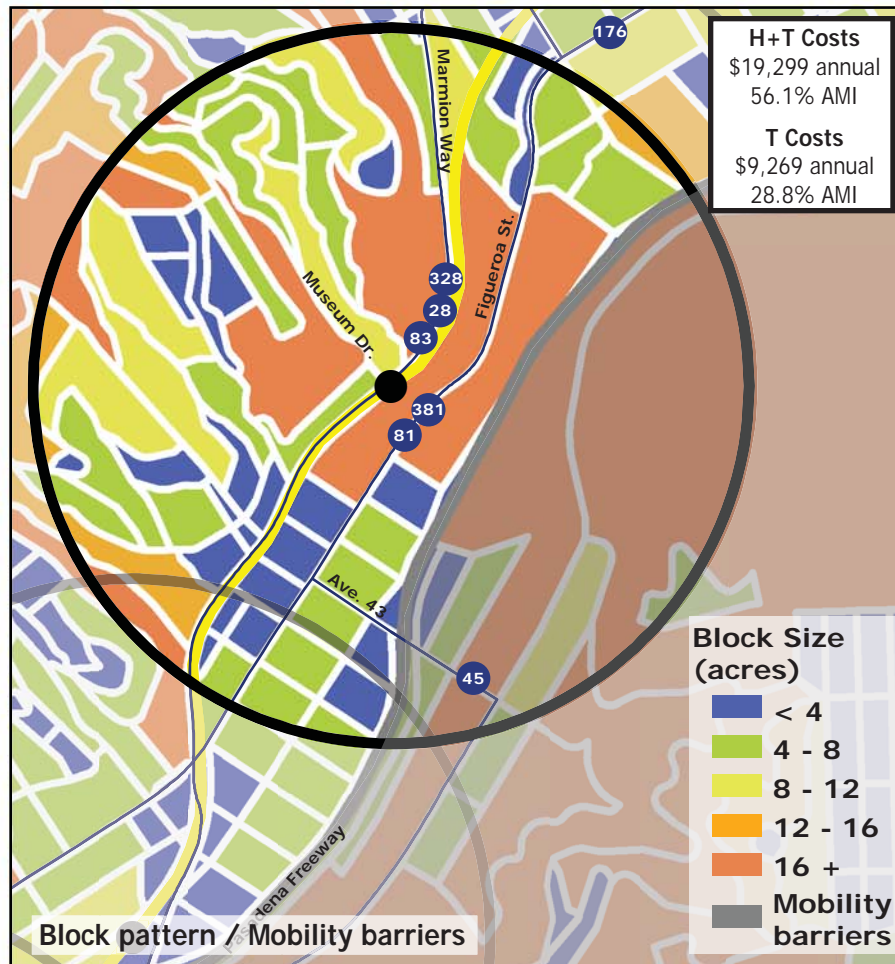 176
H+T Costs
$19,299 annual
56.1% AMI
T Costs
$9,269 annual
28.8% AMI
Marmion Way
Figueroa St.
Museum Dr.
328
28
83
381
81
Ave. 43
45
Pasadena Freeway
Block Size
(acres)
< 4
4 - 8
8 - 12
12 - 16
16 +
Mobility
barriers
Block pattern / Mobility barriers